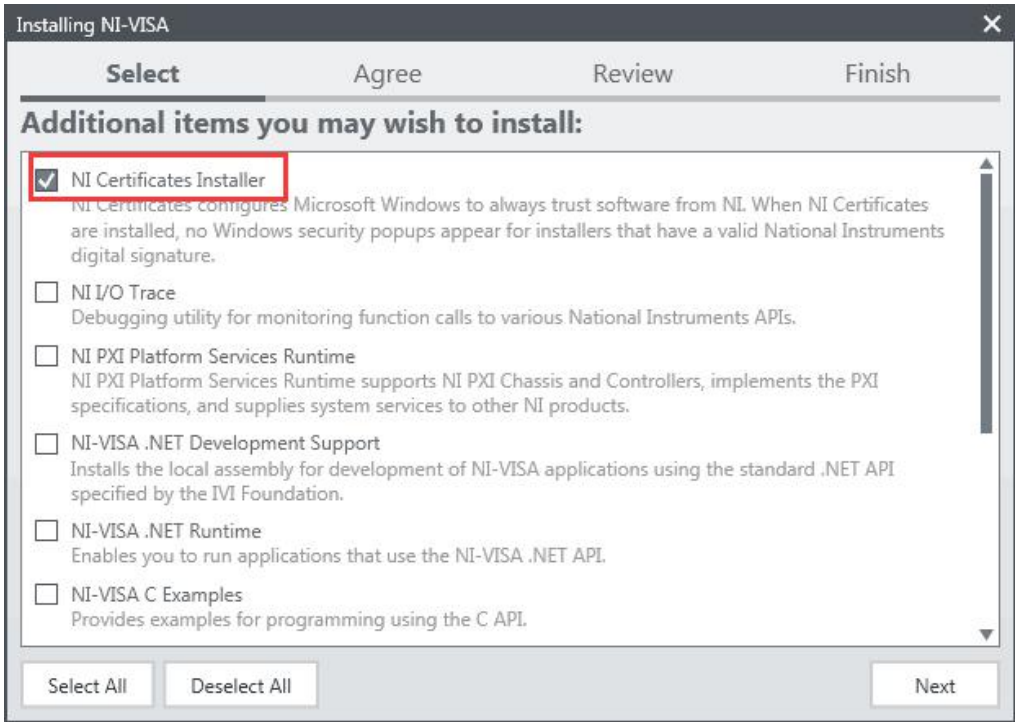 Installing NI-VISA
Select Agree Review Finish
Additional items you may wish to install:
NI Certificates Installer
NI Certificates configures Microsoft Windows to always trust software from NI. When NI Certificates
are installed, no Windows security popups appear for installers that have a valid National Instruments
digital signature.
NI I/O Trace
Debugging utility for monitoring function calls to various National Instruments APIs.
NI PXI Platform Services Runtime
NI PXI Platform Services Runtime supports NI PXI Chassis and Controllers, implements the PXI
specifications, and supplies system services to other NI products.
NI-VISA .NET Development Support
Installs the local assembly for development of NI-VISA applications using the standard .NET API
specified by the IVI Foundation.
NI-VISA .NET Runtime
Enables you to run applications that use the NI-VISA .NET API.
NI-VISA C Examples
Provides examples for programming using the C API.
Select All Deselect All Next